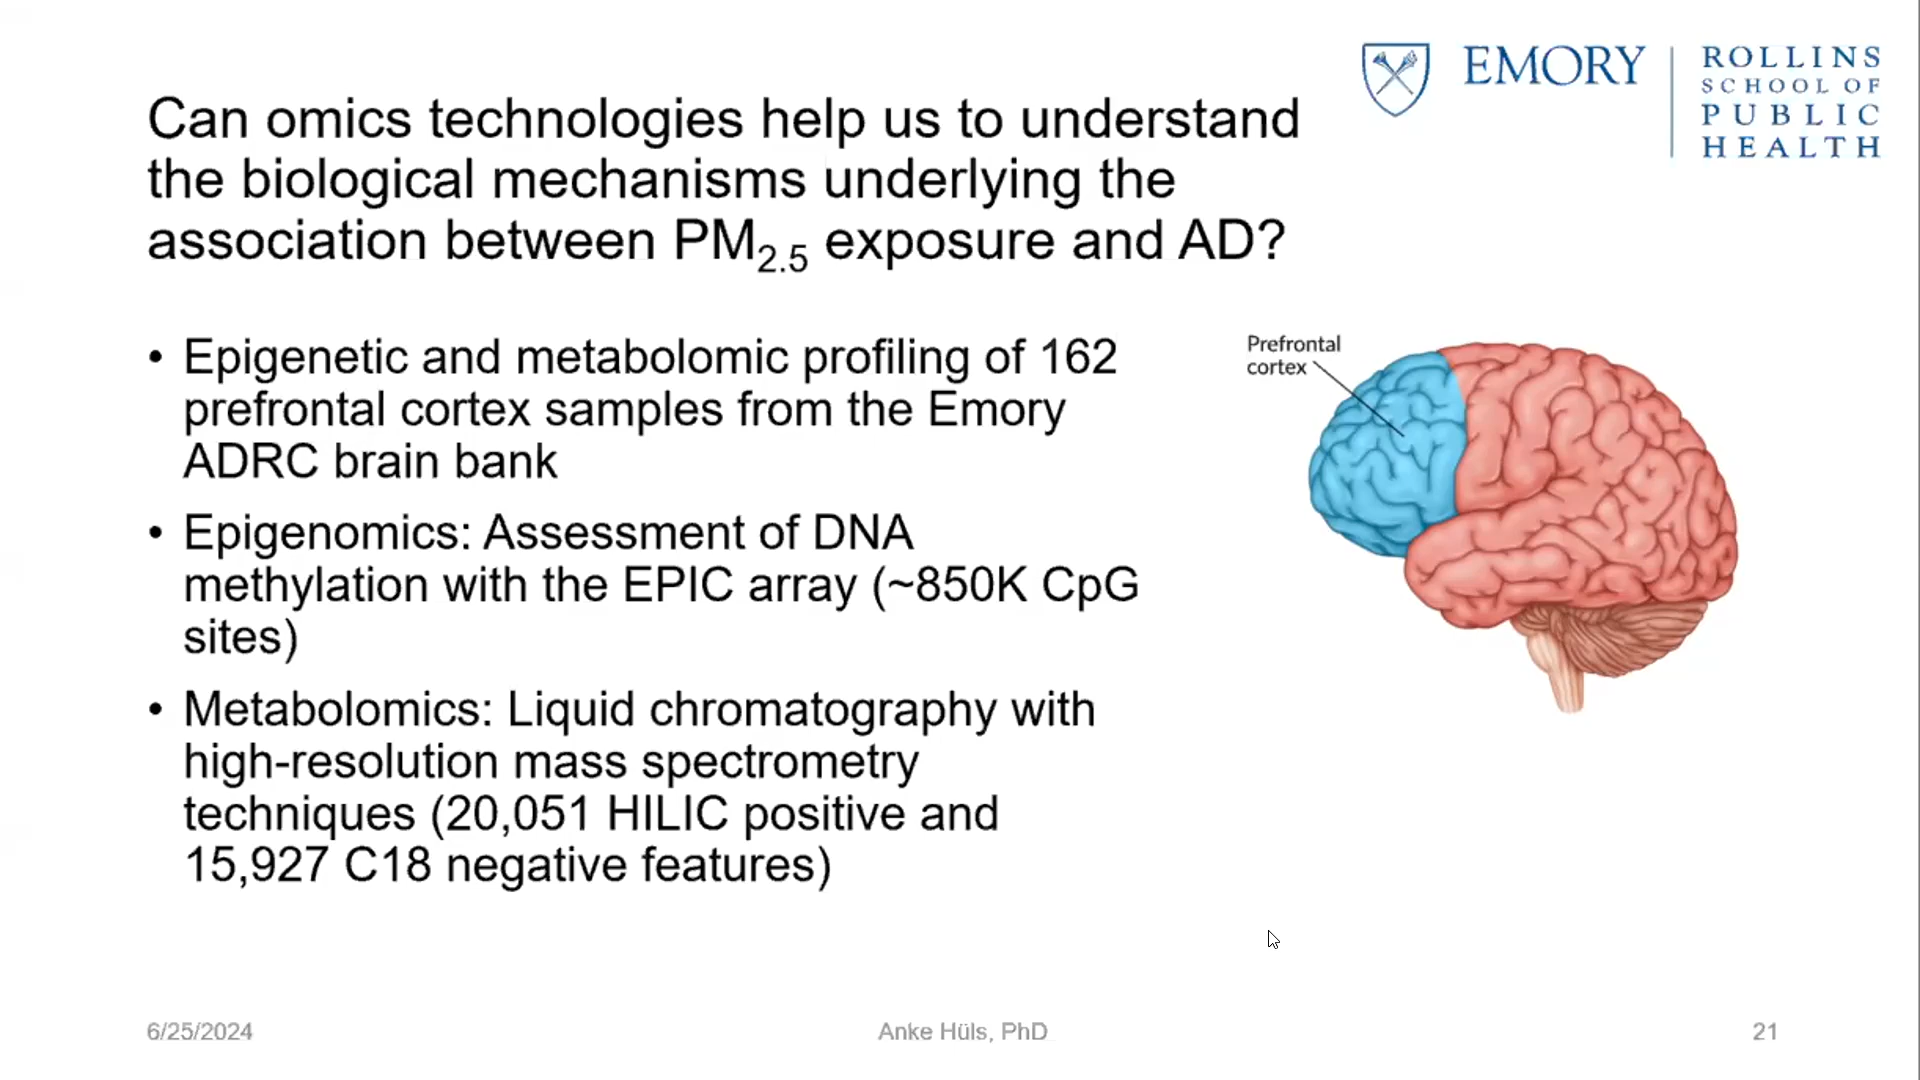 EMORY
ROLLINS
SCHOOL OF
PUBLIC
HEALTH
Can omics technologies help us to understand
the biological mechanisms underlying the
association between PM2.5 exposure and AD?
• Epigenetic and metabolomic profiling of 162
prefrontal cortex samples from the Emory
ADRC brain bank
• Epigenomics: Assessment of DNA
methylation with the EPIC array (~850K CpG
sites)
• Metabolomics: Liquid chromatography with
high-resolution mass spectrometry
techniques (20,051 HILIC positive and
15,927 C18 negative features)
Prefrontal
cortex
6/25/2024
Anke Hüls, PhD
21